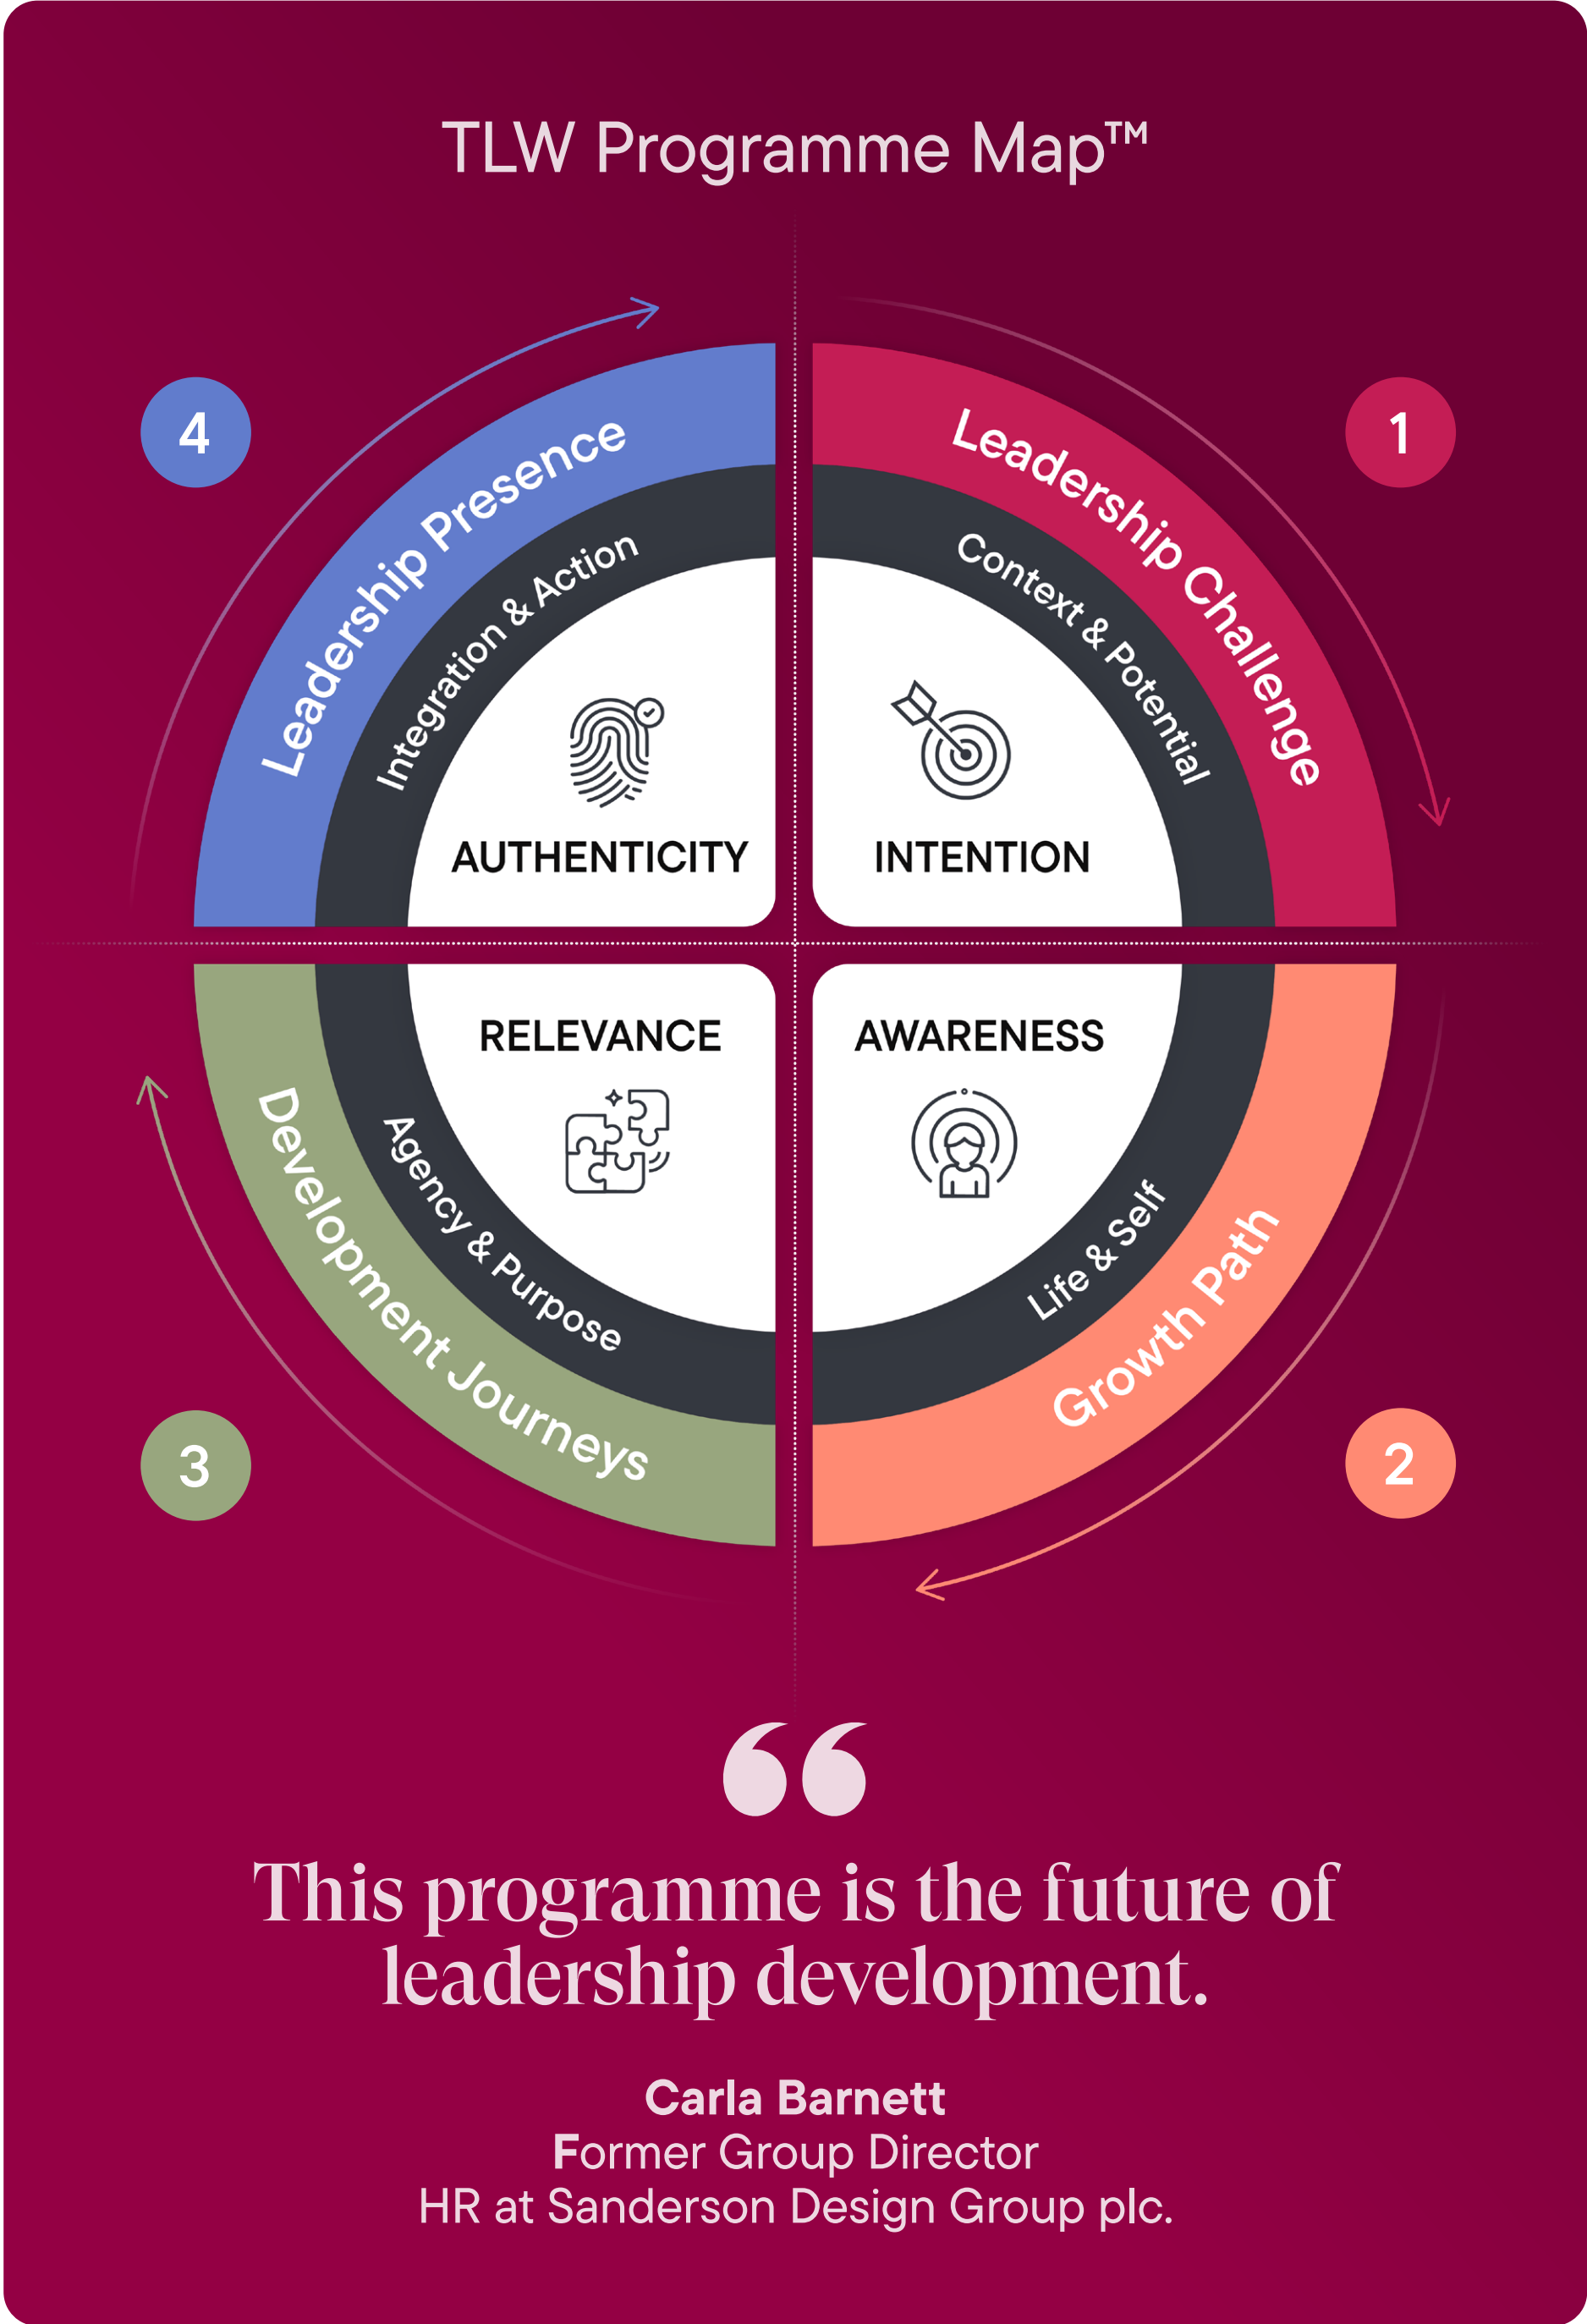 TLW Programme Map™
1
Leadership Challenge
Context & Potential
INTENTION
2
Growth Path
Life & Self
AWARENESS
3
Development Journeys
Agency & Purpose
RELEVANCE
4
Leadership Presence
Integration & Action
AUTHENTICITY
“
This programme is the future of
leadership development.
Carla Barnett
Former Group Director
HR at Sanderson Design Group plc.